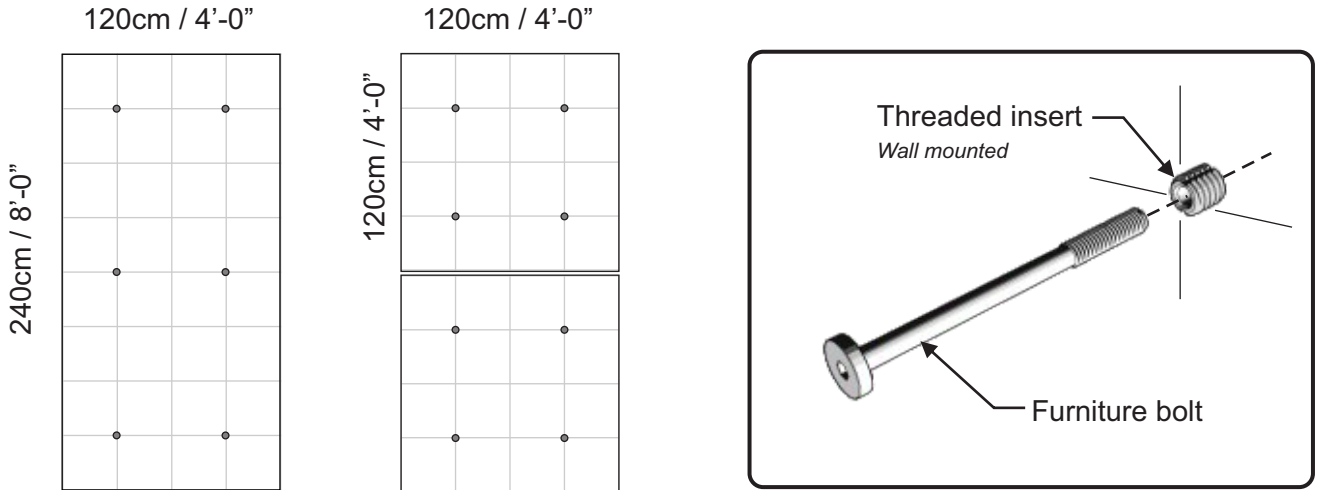 120cm / 4’-0”
120cm / 4’-0”
240cm / 8’-0”
120cm / 4’-0”
Threaded insert
Wall mounted
Furniture bolt